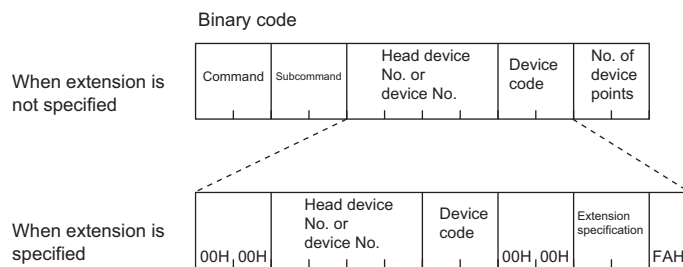 Binary code
When extension is
not specified
Command
Subcommand
Head device
No. or
device No.
Device
code
No. of
device
points
When extension is
specified
00H 00H
Head device
No. or
device No.
Device
code
00H 00H
Extension
specification
FAH